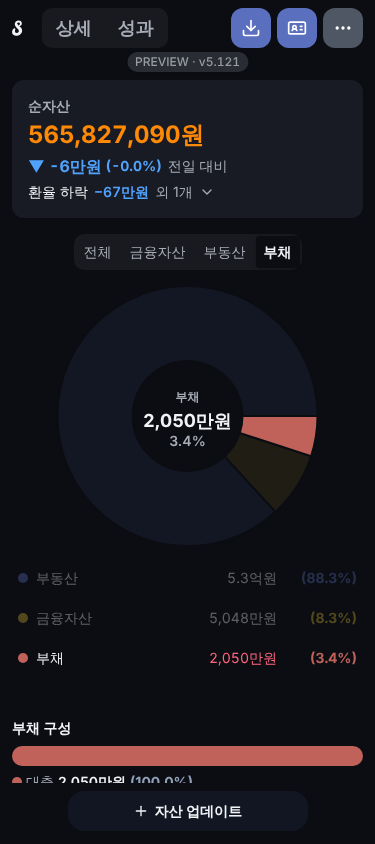 상세 성과
PREVIEW · v5.121
순자산
565,827,090원
▼ -6만원 (-0.0%) 전일 대비
환율 하락 −67만원 외 1개
전체 금융자산 부동산 부채
부채
2,050만원
3.4%
부동산 5.3억원 (88.3%)
금융자산 5,048만원 (8.3%)
부채 2,050만원 (3.4%)
부채 구성
대출 2,050만원 (100.0%)
+ 자산 업데이트